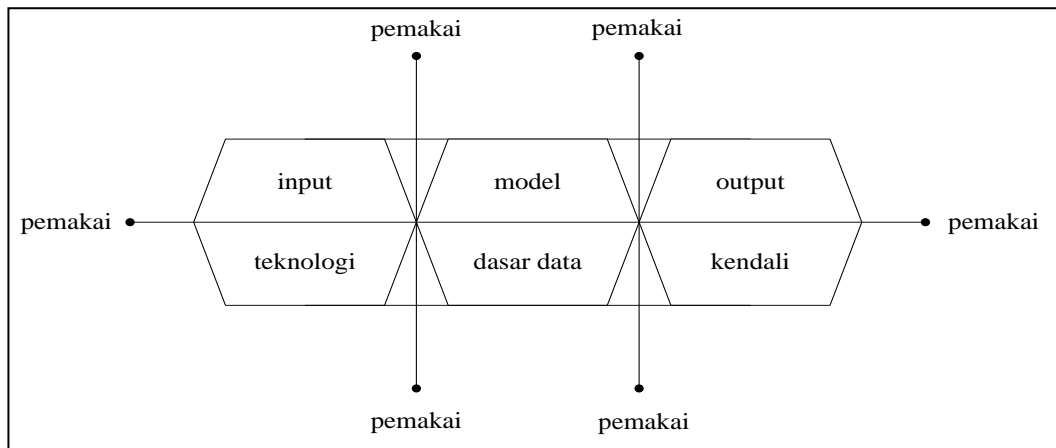 pemakai pemakai
input model output
pemakai pemakai
teknologi dasar data kendali
pemakai pemakai